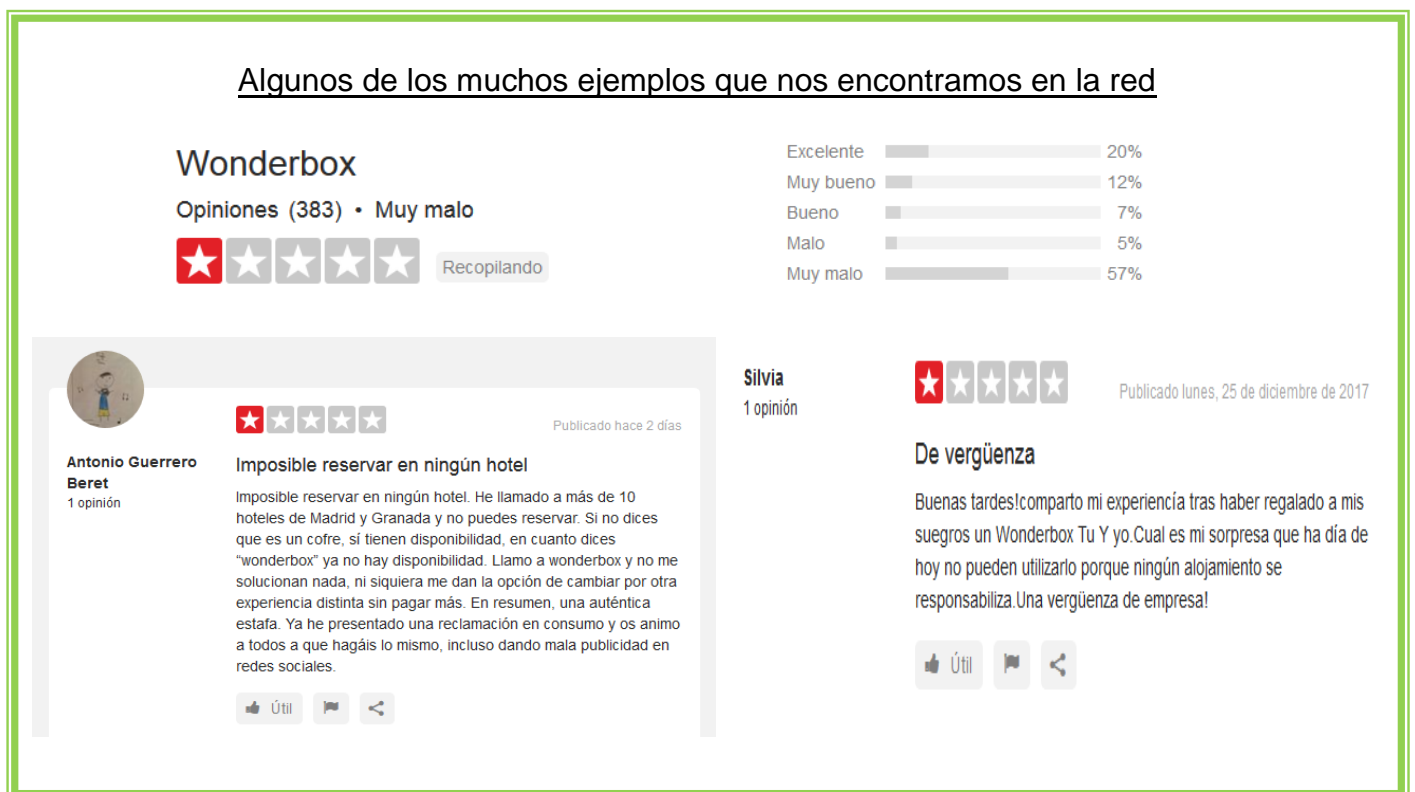 Algunos de los muchos ejemplos que nos encontramos en la red
Wonderbox
Opiniones (383) • Muy malo
Recopilando
Excelente 20%
Muy bueno 12%
Bueno 7%
Malo 5%
Muy malo 57%
Antonio Guerrero
Beret
1 opinión
Publicado hace 2 días
Imposible reservar en ningún hotel
Imposible reservar en ningún hotel. He llamado a más de 10
hoteles de Madrid y Granada y no puedes reservar. Si no dices
que es un cofre, sí tienen disponibilidad, en cuanto dices
“wonderbox” ya no hay disponibilidad. Llamo a wonderbox y no me
solucionan nada, ni siquiera me dan la opción de cambiar por otra
experiencia distinta sin pagar más. En resumen, una auténtica
estafa. Ya he presentado una reclamación en consumo y os animo
a todos a que hagáis lo mismo, incluso dando mala publicidad en
redes sociales.
Útil
Silvia
1 opinión
Publicado lunes, 25 de diciembre de 2017
De vergüenza
Buenas tardes!comparto mi experiencía tras haber regalado a mis
suegros un Wonderbox Tu Y yo.Cual es mi sorpresa que ha día de
hoy no pueden utilizarlo porque ningún alojamiento se
responsabiliza.Una vergüenza de empresa!
Útil